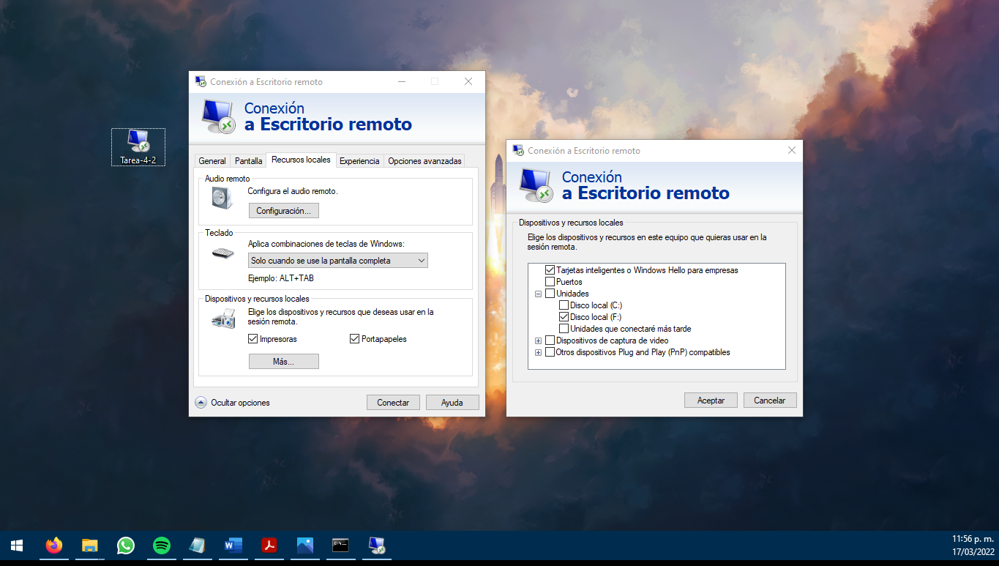 Tarea-4-2
Conexión a Escritorio remoto
Conexión
a Escritorio remoto
General
Pantalla
Recursos locales
Experiencia
Opciones avanzadas
Audio remoto
Configura el audio remoto.
Configuración...
Teclado
Aplica combinaciones de teclas de Windows:
Solo cuando se use la pantalla completa
Ejemplo: ALT+TAB
Dispositivos y recursos locales
Elige los dispositivos y recursos que deseas usar en la
sesión remota.
Impresoras
Portapapeles
Más...
Ocultar opciones
Conectar
Ayuda
Conexión a Escritorio remoto
Conexión
a Escritorio remoto
Dispositivos y recursos locales
Elige los dispositivos y recursos en este equipo que quieras usar en la
sesión remota.
Tarjetas inteligentes o Windows Hello para empresas
Puertos
Unidades
Disco local (C:)
Disco local (F:)
Unidades que conectaré más tarde
Dispositivos de captura de video
Otros dispositivos Plug and Play (PnP) compatibles
Aceptar
Cancelar
11:56 p. m.
17/03/2022